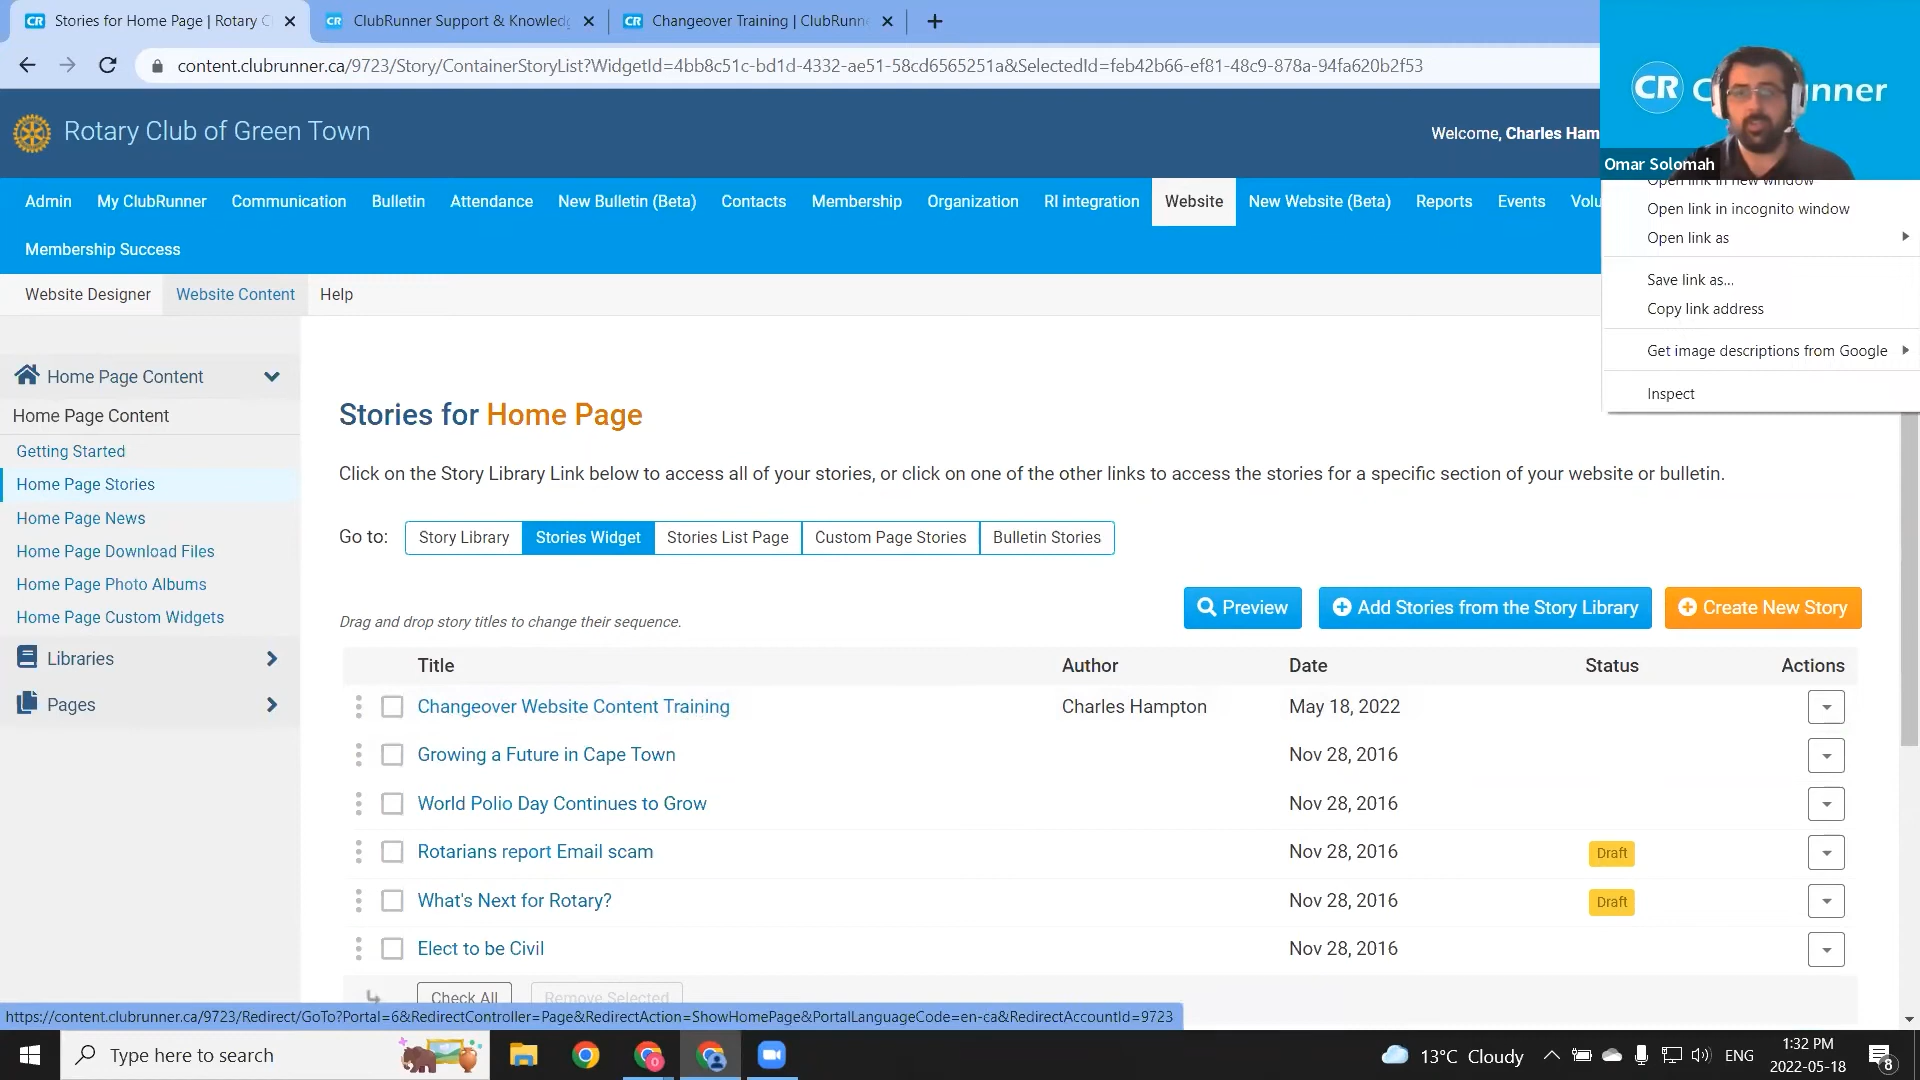 CR Stories for Home Page | Rotary C
CR ClubRunner Support & Knowled
CR Changeover Training | ClubRunn
content.clubrunner.ca/9723/Story/ContainerStoryList?WidgetId=4bb8c51c-bd1d-4332-ae51-58cd6565251a&SelectedId=feb42b66-ef81-48c9-878a-94fa620b2f53
Rotary Club of Green Town
Welcome, Charles Ham
CR C nner
Omar Solomah
Admin My ClubRunner Communication Bulletin Attendance New Bulletin (Beta) Contacts Membership Organization RI integration Website New Website (Beta) Reports Events Volu
Membership Success
Open link in new window
Open link in incognito window
Open link as
Save link as...
Copy link address
Get image descriptions from Google
Inspect
Website Designer Website Content Help
Home Page Content
Home Page Content
Getting Started
Home Page Stories
Home Page News
Home Page Download Files
Home Page Photo Albums
Home Page Custom Widgets
Libraries
Pages
Stories for Home Page
Click on the Story Library Link below to access all of your stories, or click on one of the other links to access the stories for a specific section of your website or bulletin.
Go to: Story Library Stories Widget Stories List Page Custom Page Stories Bulletin Stories
Drag and drop story titles to change their sequence.
Preview Add Stories from the Story Library Create New Story
Title Author Date Status Actions
Changeover Website Content Training Charles Hampton May 18, 2022
Growing a Future in Cape Town Nov 28, 2016
World Polio Day Continues to Grow Nov 28, 2016
Rotarians report Email scam Nov 28, 2016 Draft
What's Next for Rotary? Nov 28, 2016 Draft
Elect to be Civil Nov 28, 2016
Check All Remove Selected
https://content.clubrunner.ca/9723/Redirect/GoTo?Portal=6&RedirectController=Page&RedirectAction=ShowHomePage&PortalLanguageCode=en-ca&RedirectAccountId=9723
Type here to search
13°C Cloudy
ENG
1:32 PM
2022-05-18
8